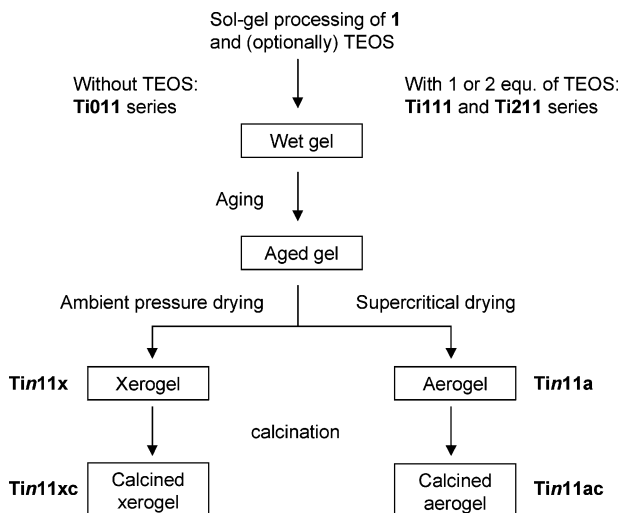 Sol-gel processing of 1
and (optionally) TEOS
Without TEOS:
Ti011 series
With 1 or 2 equ. of TEOS:
Ti111 and Ti211 series
Wet gel
Aging
Aged gel
Ambient pressure drying
Supercritical drying
Tin11x
Xerogel
Aerogel
Tin11a
calcination
Tin11xc
Calcined
xerogel
Calcined
aerogel
Tin11ac